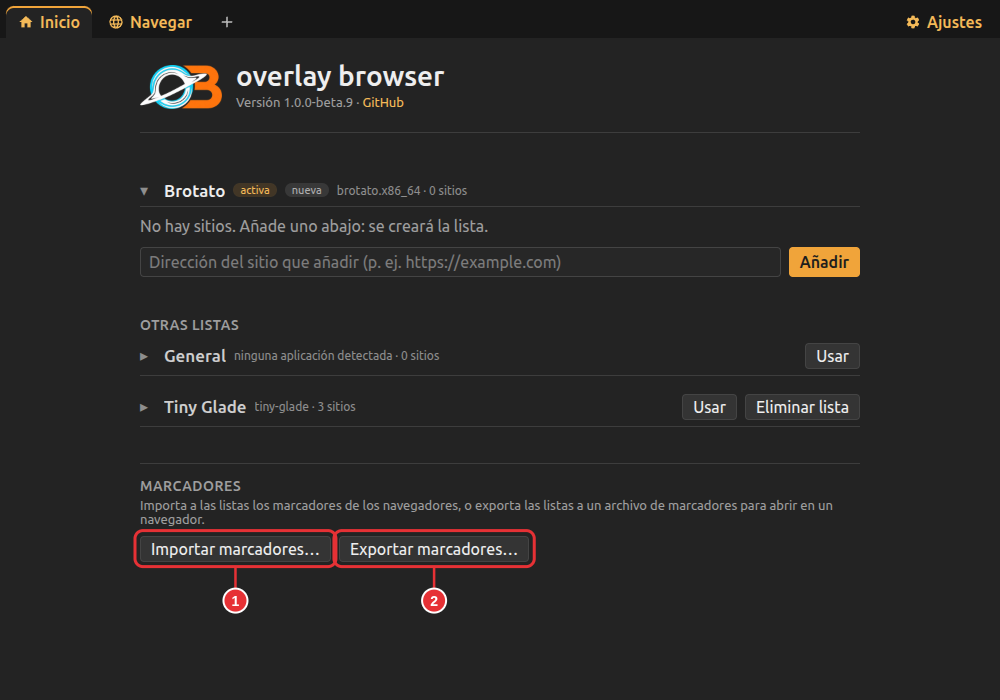 Inicio Navegar + Ajustes
overlay browser
Versión 1.0.0-beta.9 · GitHub
Brotato activa nueva brotato.x86_64 · 0 sitios
No hay sitios. Añade uno abajo: se creará la lista.
Dirección del sitio que añadir (p. ej. https://example.com) Añadir
OTRAS LISTAS
General ninguna aplicación detectada · 0 sitios Usar
Tiny Glade tiny-glade · 3 sitios Usar Eliminar lista
MARCADORES
Importa a las listas los marcadores de los navegadores, o exporta las listas a un archivo de marcadores para abrir en un
navegador.
Importar marcadores... Exportar marcadores...
1 2